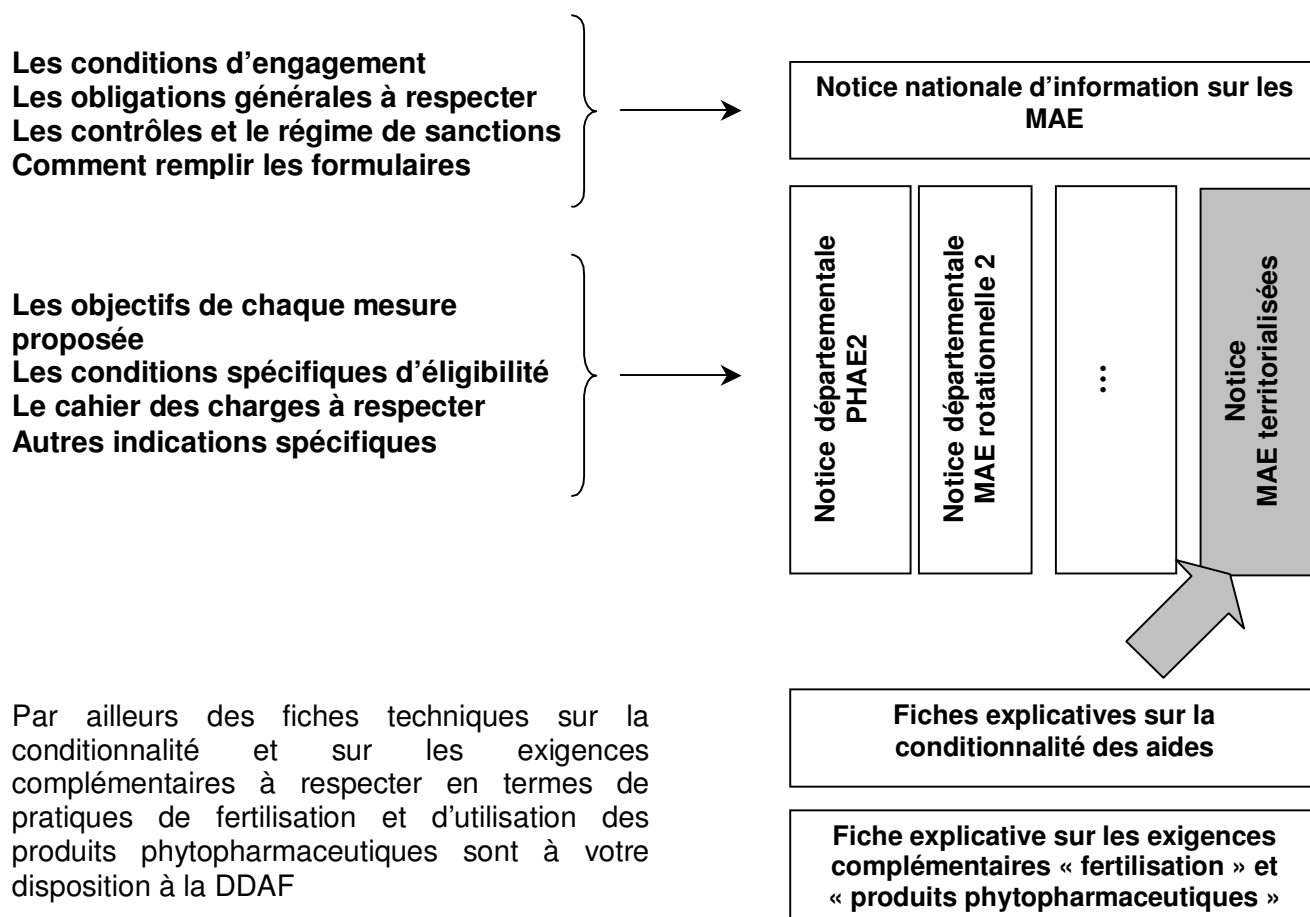 Les conditions d'engagement
Les obligations générales à respecter
Les contrôles et le régime de sanctions
Comment remplir les formulaires
Notice nationale d'information sur les
MAE
Les objectifs de chaque mesure
proposée
Les conditions spécifiques d'éligibilité
Le cahier des charges à respecter
Autres indications spécifiques
Notice départementale
PHAE2
Notice départementale
MAE rotationnelle 2
...
Notice
MAE territorialisées
Par ailleurs des fiches techniques sur la
conditionnalité et sur les exigences
complémentaires à respecter en termes de
pratiques de fertilisation et d'utilisation des
produits phytopharmaceutiques sont à votre
disposition à la DDAF
Fiches explicatives sur la
conditionnalité des aides
Fiche explicative sur les exigences
complémentaires « fertilisation » et
« produits phytopharmaceutiques »